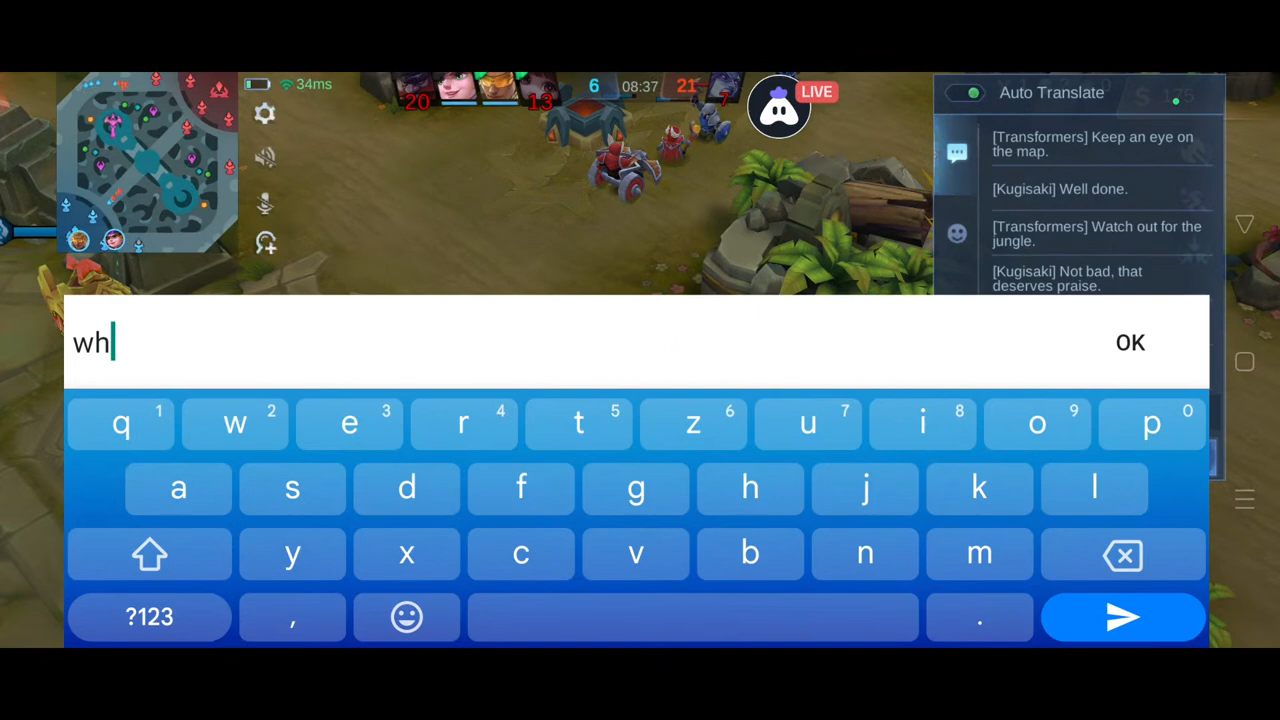 34ms
20
13
6
08:37
21
7
LIVE
Auto Translate
175
[Transformers] Keep an eye on
the map.
[Kugisaki] Well done.
[Transformers] Watch out for the
jungle.
[Kugisaki] Not bad, that
deserves praise.
wh
OK
q 1 w 2 e 3 r 4 t 5 z 6 u 7 i 8 o 9 p 0
a s d f g h j k l
y x c v b n m
?123 , .